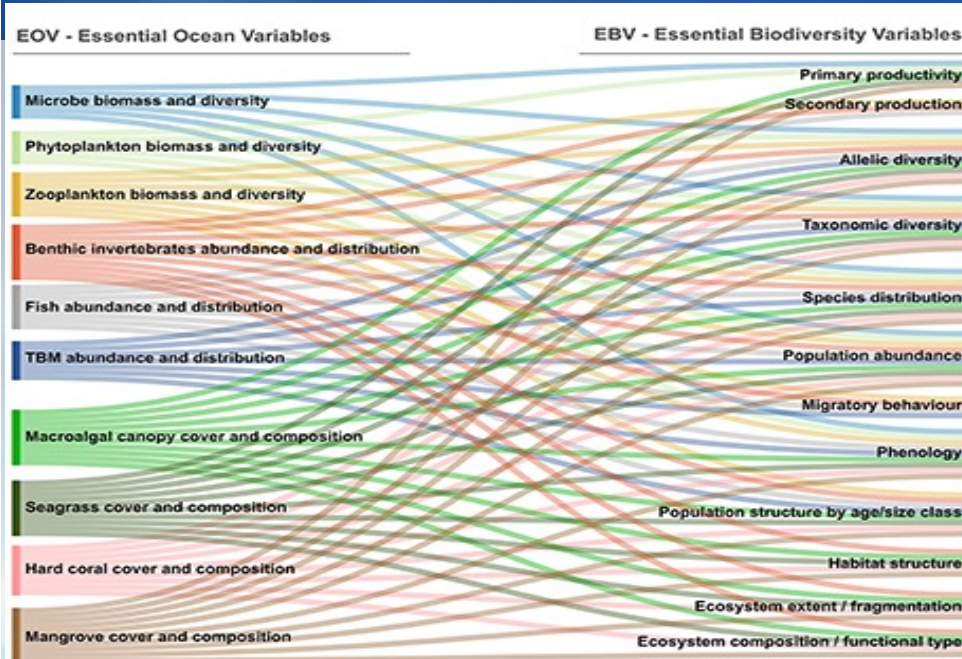 EOV - Essential Ocean Variables
EBV - Essential Biodiversity Variables
Microbe biomass and diversity
Phytoplankton biomass and diversity
Zooplankton biomass and diversity
Benthic invertebrates abundance and distribution
Fish abundance and distribution
TBM abundance and distribution
Macroalgal canopy cover and composition
Seagrass cover and composition
Hard coral cover and composition
Mangrove cover and composition
Primary productivity
Secondary production
Allelic diversity
Taxonomic diversity
Species distribution
Population abundance
Migratory behaviour
Phenology
Population structure by age/size class
Habitat structure
Ecosystem extent / fragmentation
Ecosystem composition / functional type